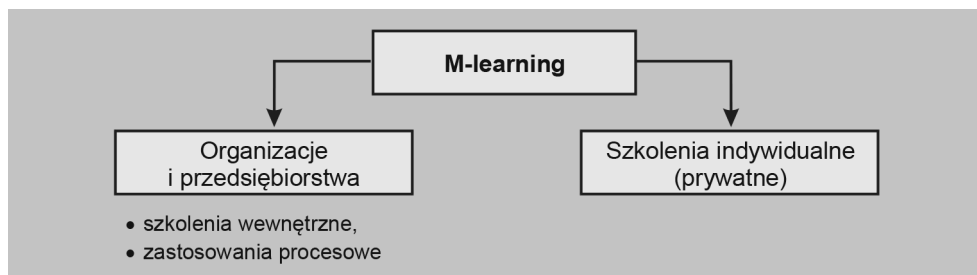 M-learning
Organizacje
i przedsiębiorstwa
• szkolenia wewnętrzne,
• zastosowania procesowe
Szkolenia indywidualne
(prywatne)